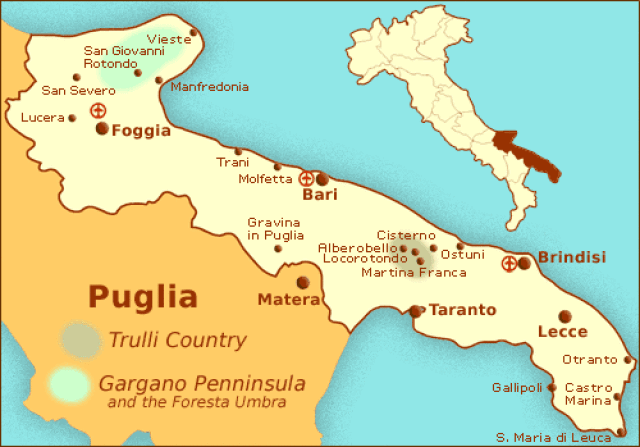 Vieste
San Giovanni
Rotondo
San Severo
Manfredonia
Lucera
Foggia
Trani
Molfetta
Bari
Gravina
in Puglia
Cisterno
Alberobello
Locorotondo
Ostuni
Martina Franca
Brindisi
Matera
Taranto
Lecce
Otranto
Gallipoli
Castro
Marina
S. Maria di Leuca
Puglia
Trulli Country
Gargano Penninsula
and the Foresta Umbra